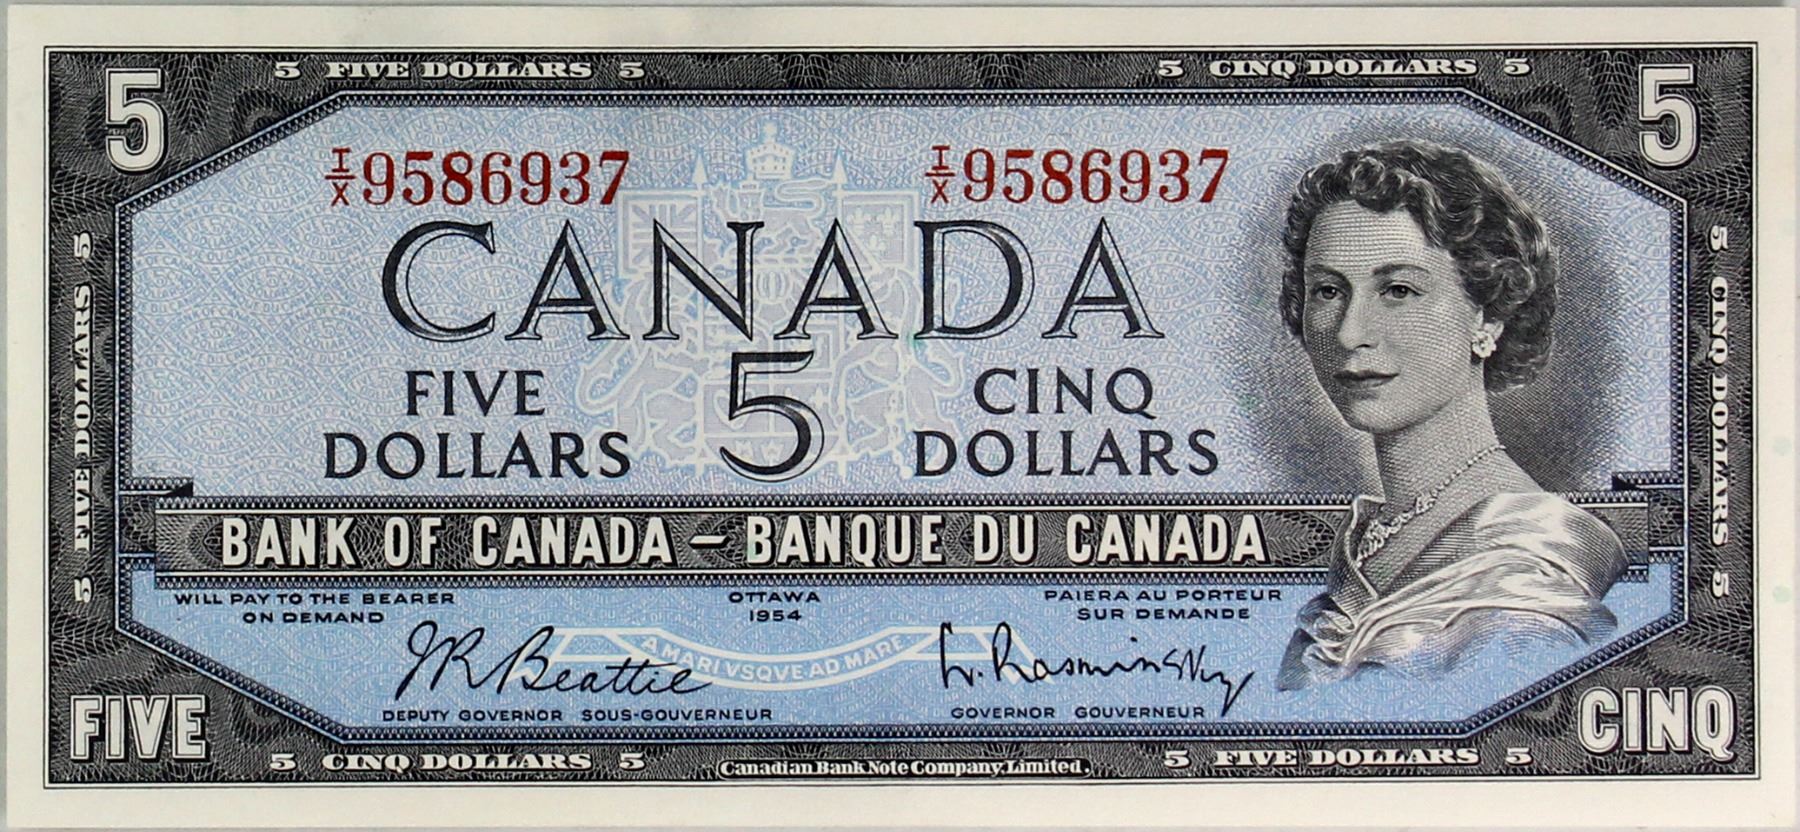 5 FIVE DOLLARS 5
5 CINQ DOLLARS 5
5
5
I/X 9586937
I/X 9586937
CANADA
FIVE DOLLARS
5
CINQ DOLLARS
5 FIVE DOLLARS 5
5 CINQ DOLLARS 5
BANK OF CANADA – BANQUE DU CANADA
WILL PAY TO THE BEARER
ON DEMAND
OTTAWA
1954
PAIERA AU PORTEUR
SUR DEMANDE
A MARI VSQVE AD MARE
J R Beattie
L. Rasminsky
DEPUTY GOVERNOR SOUS-GOUVERNEUR
GOVERNOR GOUVERNEUR
FIVE
CINQ
5 CINQ DOLLARS 5
Canadian Bank Note Company, Limited.
5 FIVE DOLLARS 5